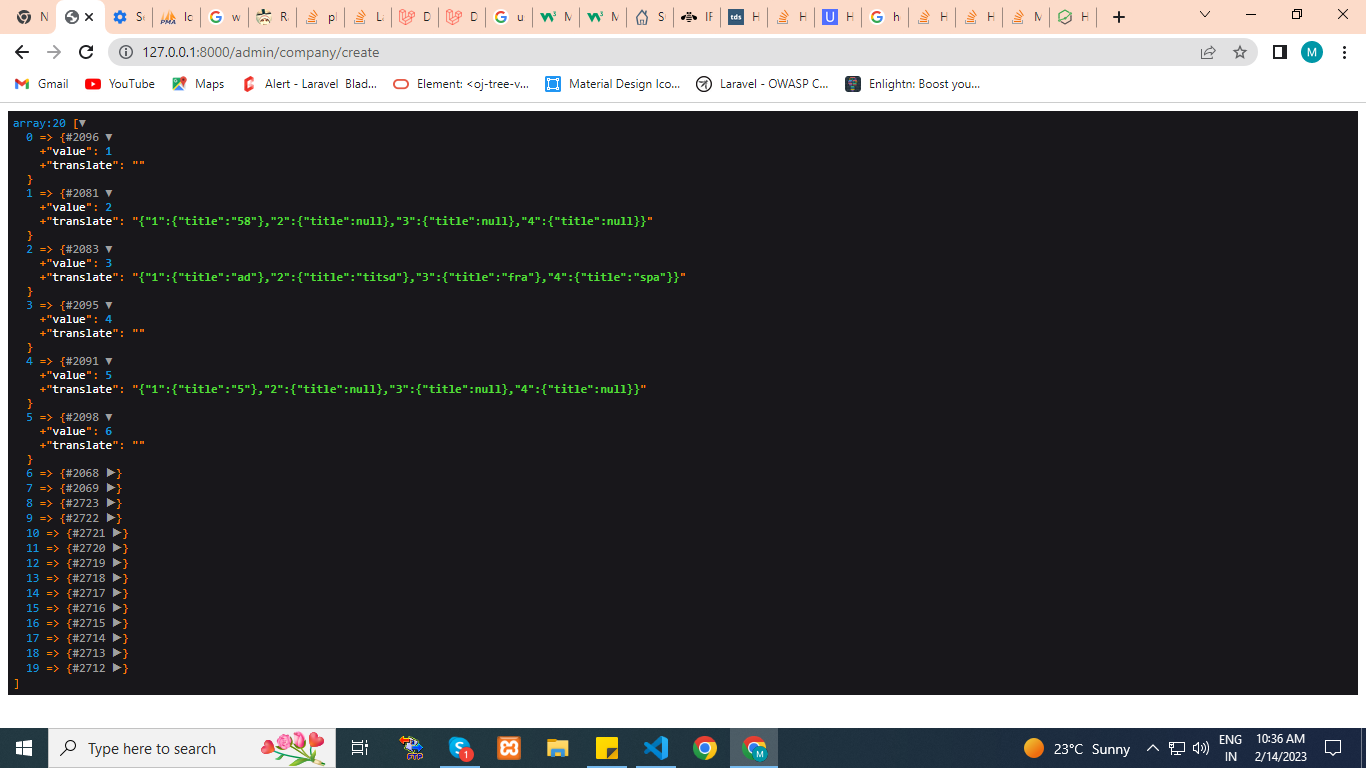 N
Se
Ic
w
Ra
pl
La
D
D
u
M
M
So
IF
H
H
H
h
H
H
M
H
127.0.0.1:8000/admin/company/create
M
Gmail
YouTube
Maps
Alert - Laravel Blad...
Element: <oj-tree-v...
Material Design Ico...
Laravel - OWASP C...
Enlightn: Boost you...
array:20 [▼
0 => {#2096 ▼
+"value": 1
+"translate": ""
}
1 => {#2081 ▼
+"value": 2
+"translate": "{"1":{"title":"58"},"2":{"title":null},"3":{"title":null},"4":{"title":null}}"
}
2 => {#2083 ▼
+"value": 3
+"translate": "{"1":{"title":"ad"},"2":{"title":"titsd"},"3":{"title":"fra"},"4":{"title":"spa"}}"
}
3 => {#2095 ▼
+"value": 4
+"translate": ""
}
4 => {#2091 ▼
+"value": 5
+"translate": "{"1":{"title":"5"},"2":{"title":null},"3":{"title":null},"4":{"title":null}}"
}
5 => {#2098 ▼
+"value": 6
+"translate": ""
}
6 => {#2068 ▶}
7 => {#2069 ▶}
8 => {#2723 ▶}
9 => {#2722 ▶}
10 => {#2721 ▶}
11 => {#2720 ▶}
12 => {#2719 ▶}
13 => {#2718 ▶}
14 => {#2717 ▶}
15 => {#2716 ▶}
16 => {#2715 ▶}
17 => {#2714 ▶}
18 => {#2713 ▶}
19 => {#2712 ▶}
]
Type here to search
1
23°C Sunny
ENG
IN
10:36 AM
2/14/2023